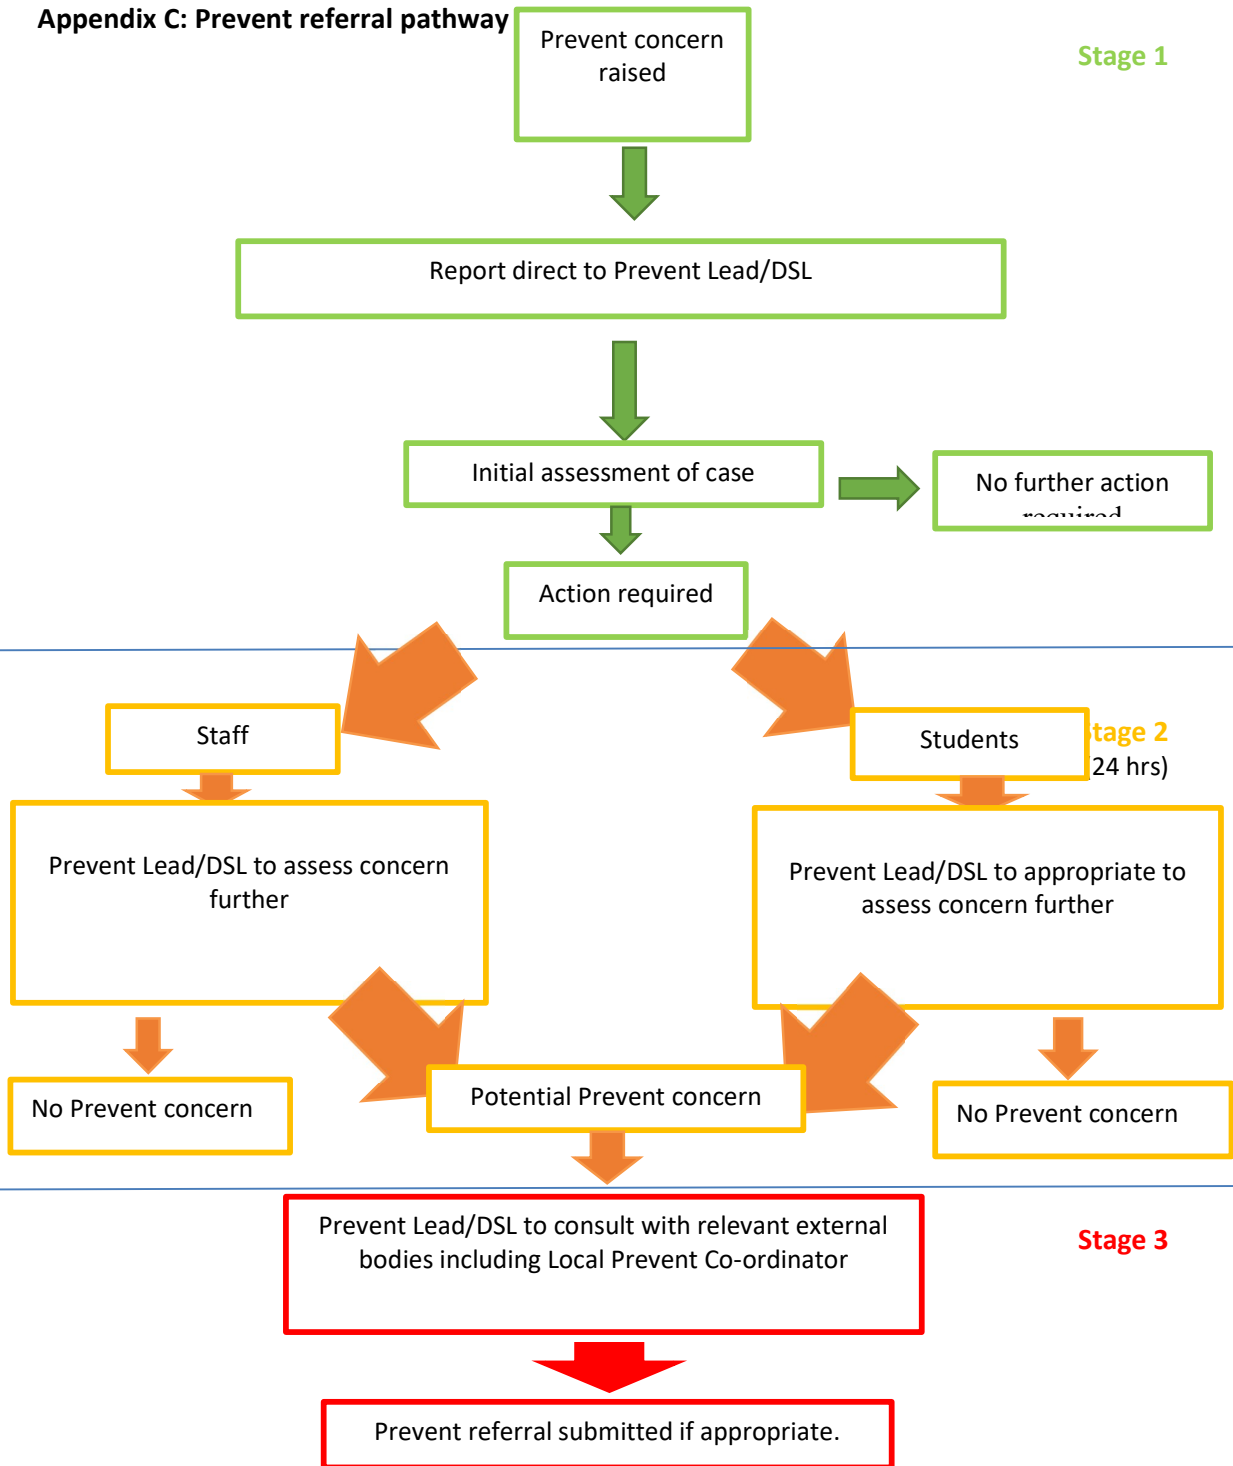 Appendix C: Prevent referral pathway
Prevent concern
raised
Stage 1
Report direct to Prevent Lead/DSL
Initial assessment of case
No further action
required
Action required
Staff
Students
tage 2
(24 hrs)
Prevent Lead/DSL to assess concern
further
Prevent Lead/DSL to appropriate to
assess concern further
No Prevent concern
Potential Prevent concern
No Prevent concern
Prevent Lead/DSL to consult with relevant external
bodies including Local Prevent Co-ordinator
Stage 3
Prevent referral submitted if appropriate.